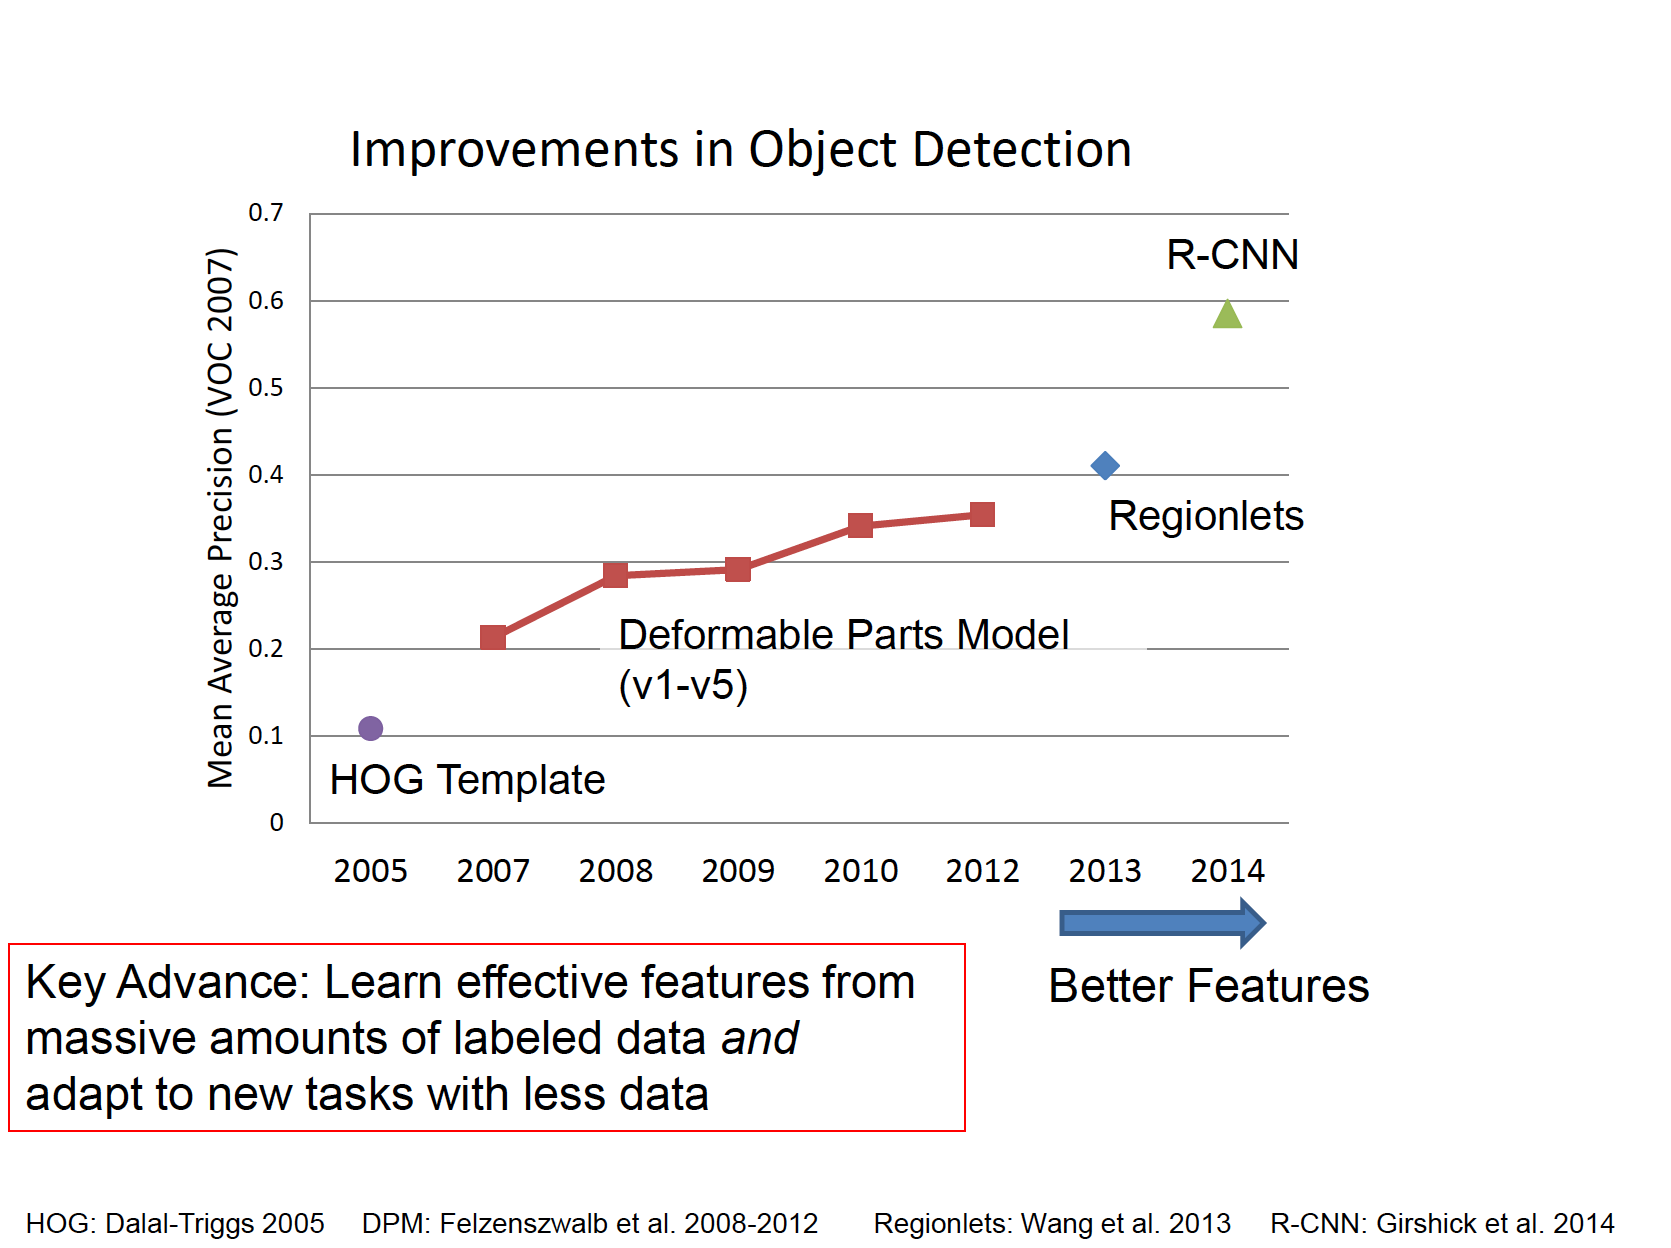 Improvements in Object Detection
Mean Average Precision (VOC 2007)
0.7
0.6
0.5
0.4
0.3
0.2
0.1
0
R-CNN
Regionlets
Deformable Parts Model
(v1-v5)
HOG Template
2005 2007 2008 2009 2010 2012 2013 2014
Better Features
Key Advance: Learn effective features from
massive amounts of labeled data and
adapt to new tasks with less data
HOG: Dalal-Triggs 2005 DPM: Felzenszwalb et al. 2008-2012 Regionlets: Wang et al. 2013 R-CNN: Girshick et al. 2014